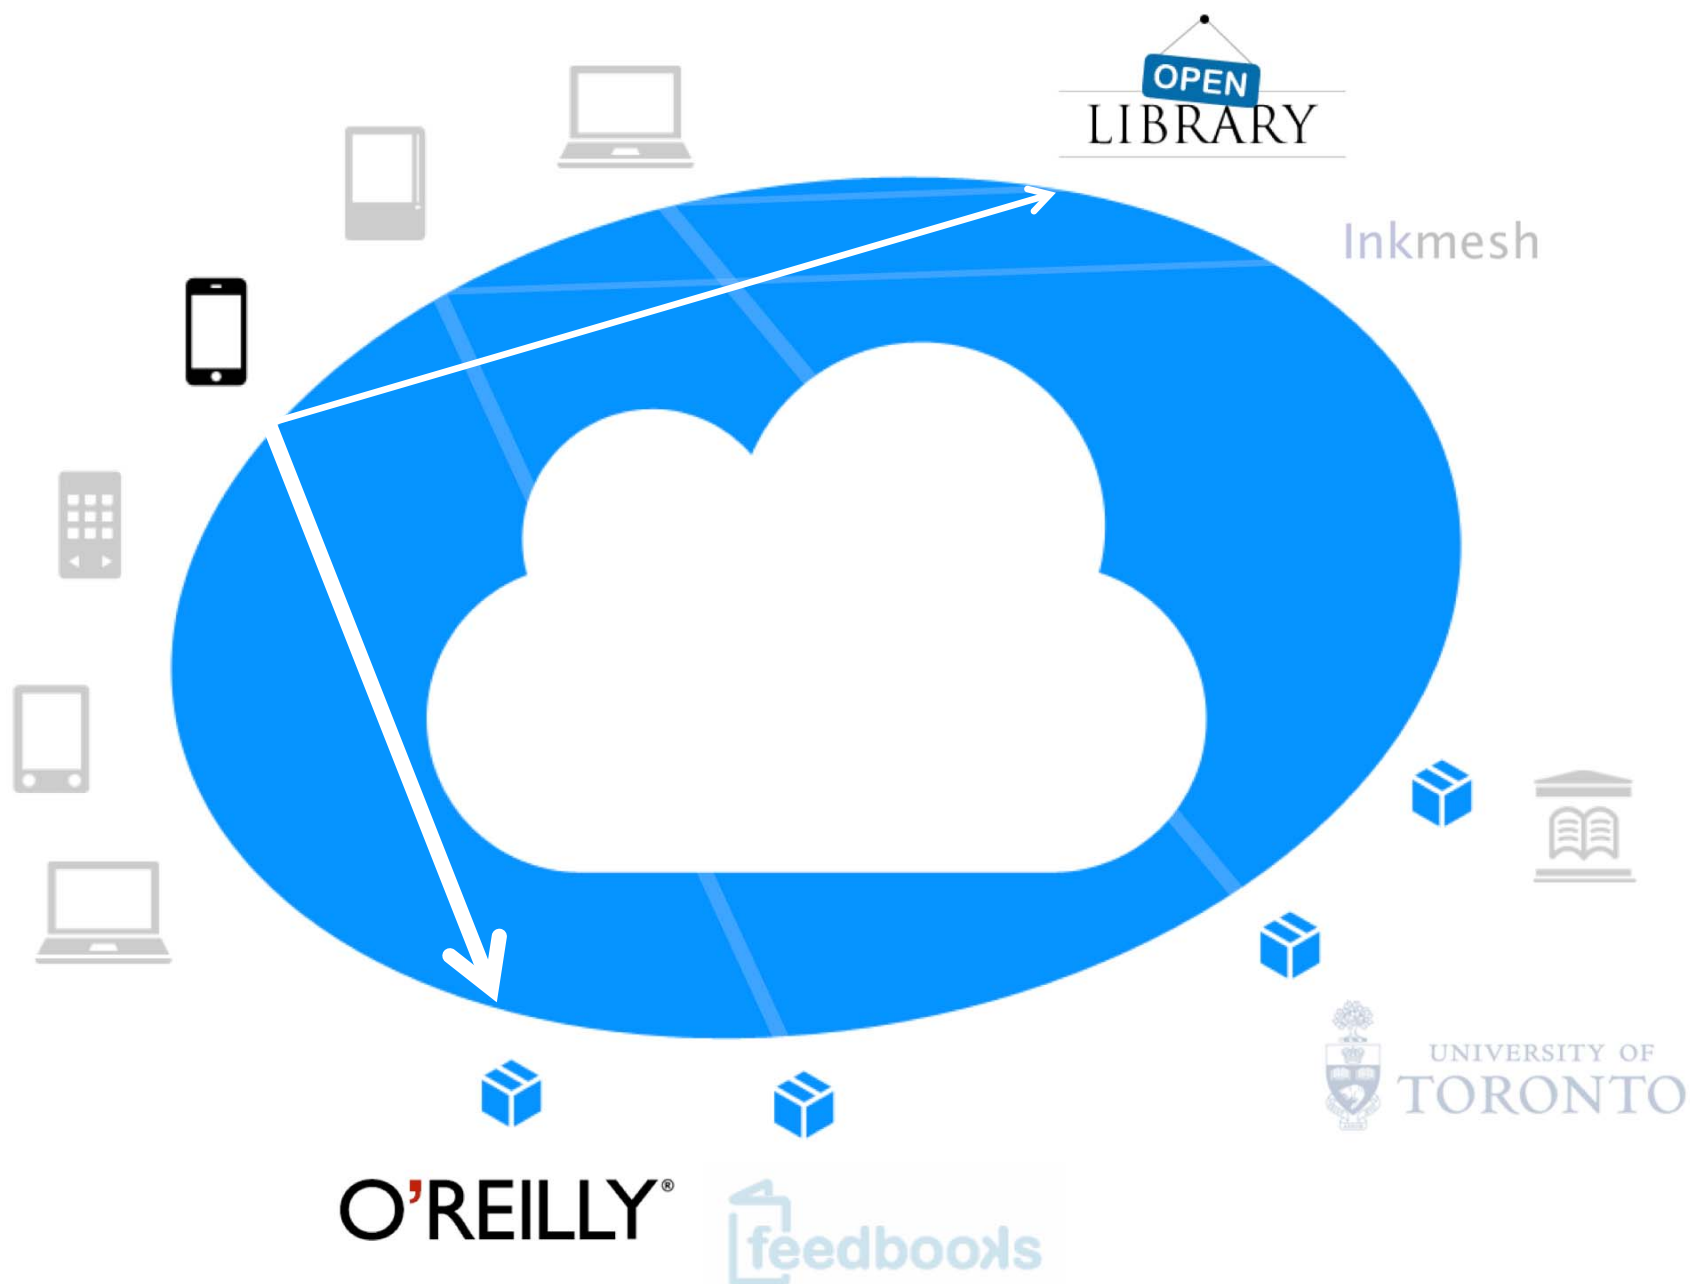 OPEN
LIBRARY
Inkmesh
UNIVERSITY OF
TORONTO
O'REILLY®
feedbooks